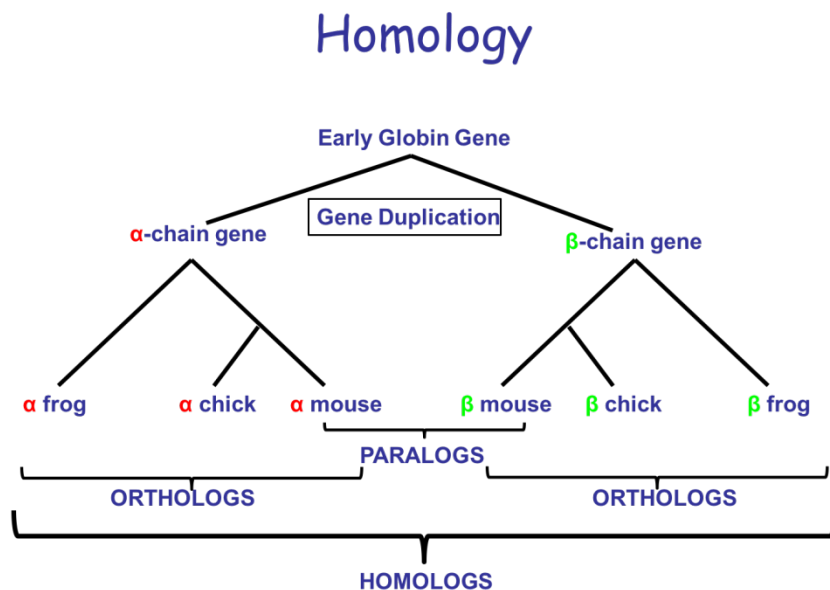 Homology
Early Globin Gene
Gene Duplication
α-chain gene
β-chain gene
α frog
α chick
α mouse
β mouse
β chick
β frog
PARALOGS
ORTHOLOGS
ORTHOLOGS
HOMOLOGS